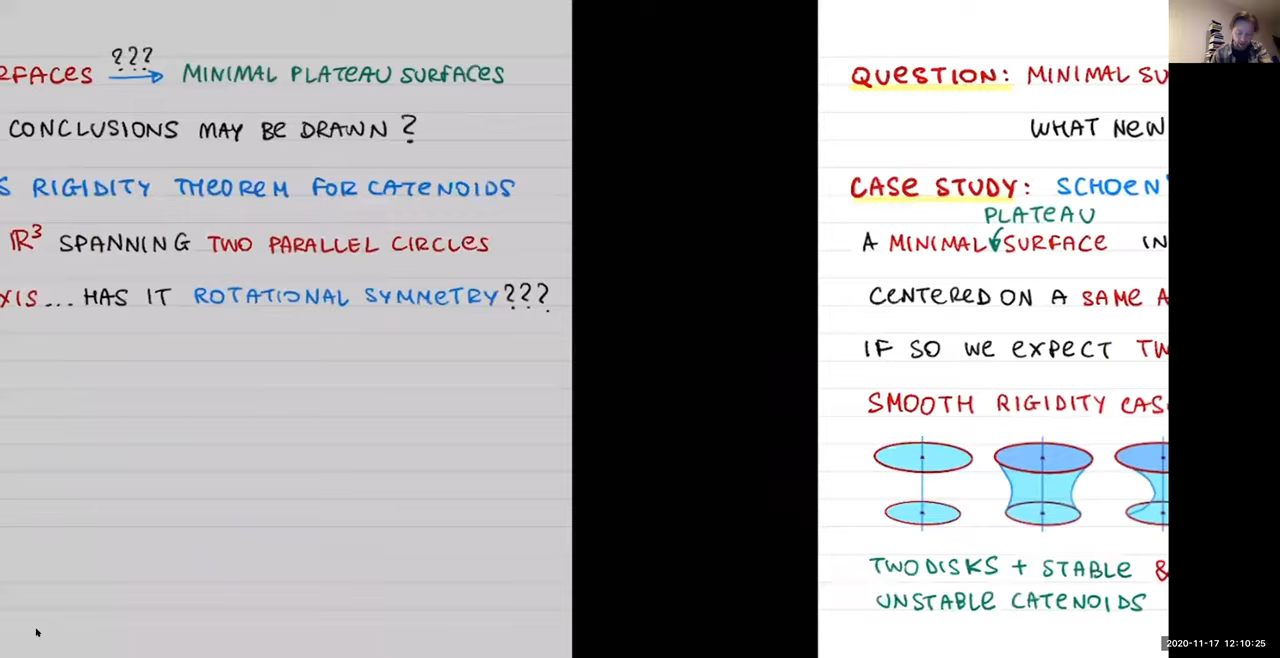 RFACES ???→ MINIMAL PLATEAU SURFACES
CONCLUSIONS MAY BE DRAWN ?
S RIGIDITY THEOREM FOR CATENOIDS
ℝ³ SPANNING TWO PARALLEL CIRCLES
XIS... HAS IT ROTATIONAL SYMMETRY???
QUESTION: MINIMAL SU
WHAT NEW
CASE STUDY: SCHOEN'
PLATEAU
A MINIMAL SURFACE IN
CENTERED ON A SAME A
IF SO WE EXPECT TW
SMOOTH RIGIDITY CAS
TWO DISKS + STABLE &
UNSTABLE CATENOIDS
2020-11-17 12:10:25